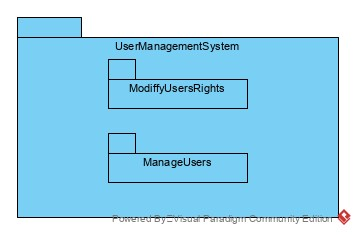 UserManagementSystem
ModiffyUsersRights
ManageUsers
Powered By Visual Paradigm Community Edition